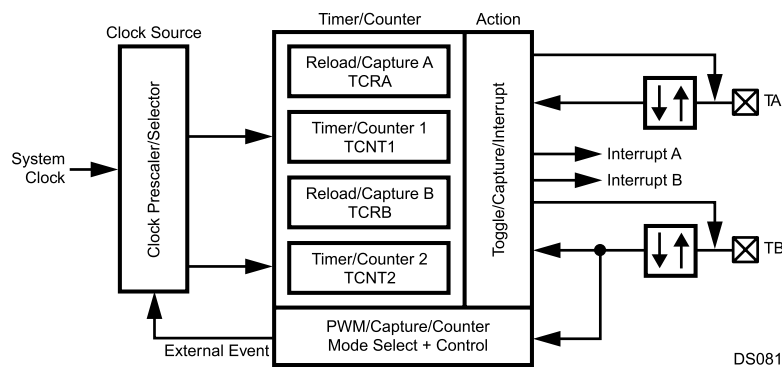 Timer/Counter
Action
Clock Source
Reload/Capture A
TCRA
Timer/Counter 1
TCNT1
Reload/Capture B
TCRB
Timer/Counter 2
TCNT2
System
Clock
Clock Prescaler/Selector
Toggle/Capture/Interrupt
TA
Interrupt A
Interrupt B
TB
PWM/Capture/Counter
Mode Select + Control
External Event
DS081